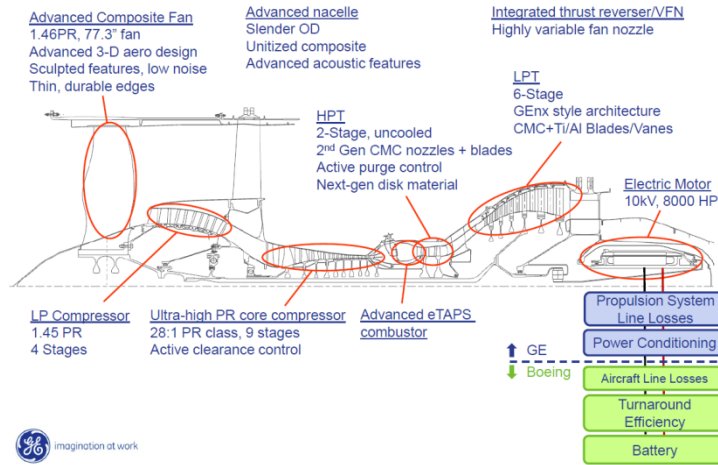 Advanced Composite Fan
1.46PR, 77.3” fan
Advanced 3-D aero design
Sculpted features, low noise
Thin, durable edges
Advanced nacelle
Slender OD
Unitized composite
Advanced acoustic features
Integrated thrust reverser/VFN
Highly variable fan nozzle
HPT
2-Stage, uncooled
2nd Gen CMC nozzles + blades
Active purge control
Next-gen disk material
LPT
6-Stage
GEnx style architecture
CMC+Ti/Al Blades/Vanes
Electric Motor
10kV, 8000 HP
LP Compressor
1.45 PR
4 Stages
Ultra-high PR core compressor
28:1 PR class, 9 stages
Active clearance control
Advanced eTAPS
combustor
Propulsion System
Line Losses
Power Conditioning
GE
Boeing
Aircraft Line Losses
Turnaround
Efficiency
Battery
GE
imagination at work